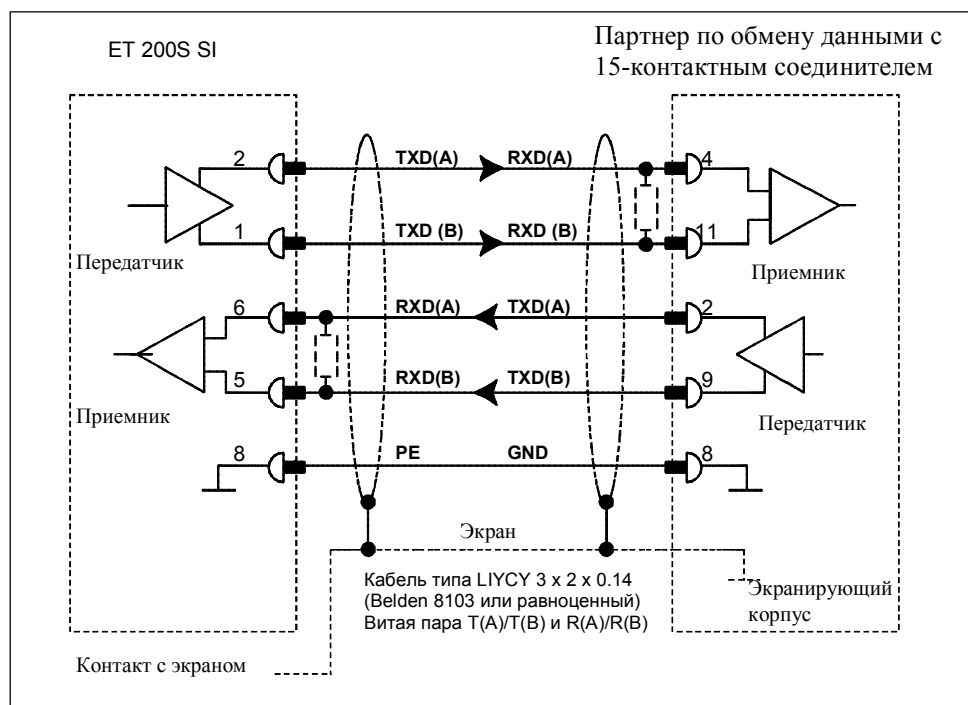 ET 200S SI
Партнер по обмену данными с
15-контактным соединителем
2 TXD(A) RXD(A) 4
1 TXD (B) RXD (B) 11
Передатчик
Приемник
6 RXD(A) TXD(A) 2
5 RXD(B) TXD(B) 9
Приемник
Передатчик
8 PE GND 8
Экран
Кабель типа LIYCY 3 x 2 x 0.14
(Belden 8103 или равноценный)
Витая пара T(A)/T(B) и R(A)/R(B)
Экранирующий
корпус
Контакт с экраном